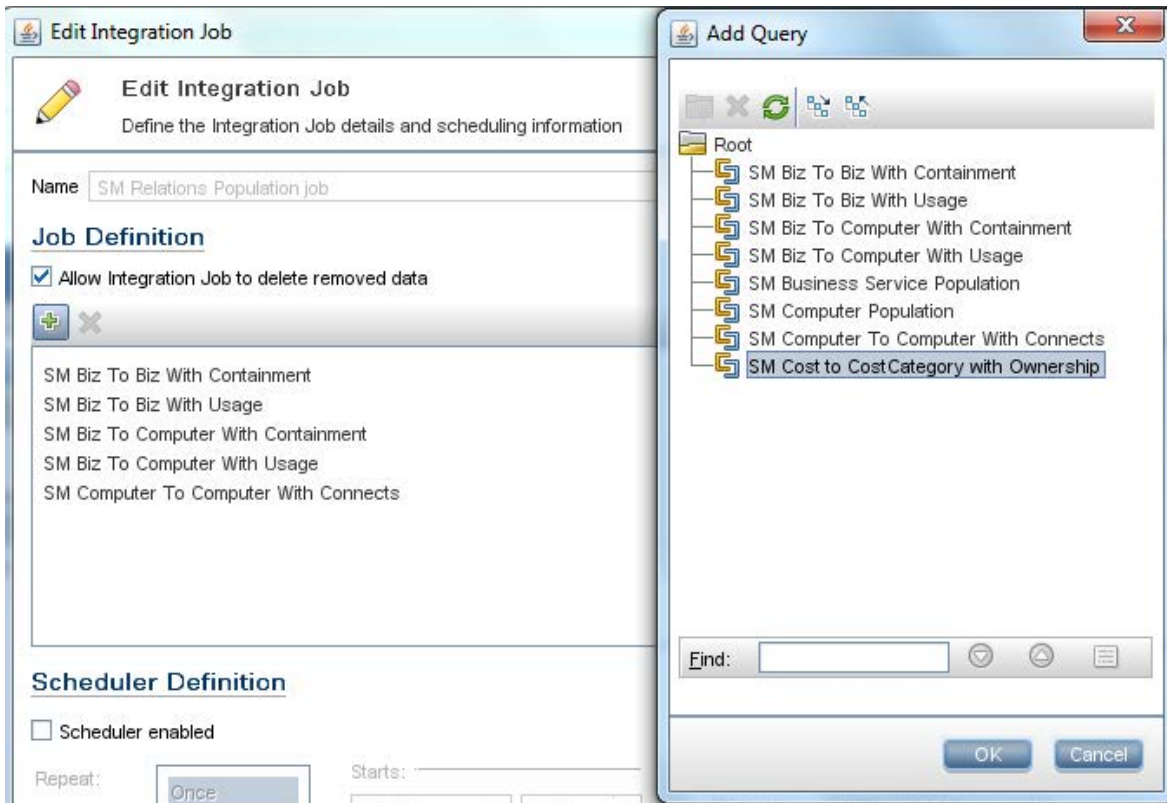 Edit Integration Job
Edit Integration Job
Define the Integration Job details and scheduling information
Name SM Relations Population job
Job Definition
Allow Integration Job to delete removed data
SM Biz To Biz With Containment
SM Biz To Biz With Usage
SM Biz To Computer With Containment
SM Biz To Computer With Usage
SM Computer To Computer With Connects
Scheduler Definition
Scheduler enabled
Repeat:
Once
Starts:
Add Query
Root
SM Biz To Biz With Containment
SM Biz To Biz With Usage
SM Biz To Computer With Containment
SM Biz To Computer With Usage
SM Business Service Population
SM Computer Population
SM Computer To Computer With Connects
SM Cost to CostCategory with Ownership
Find:
OK
Cancel